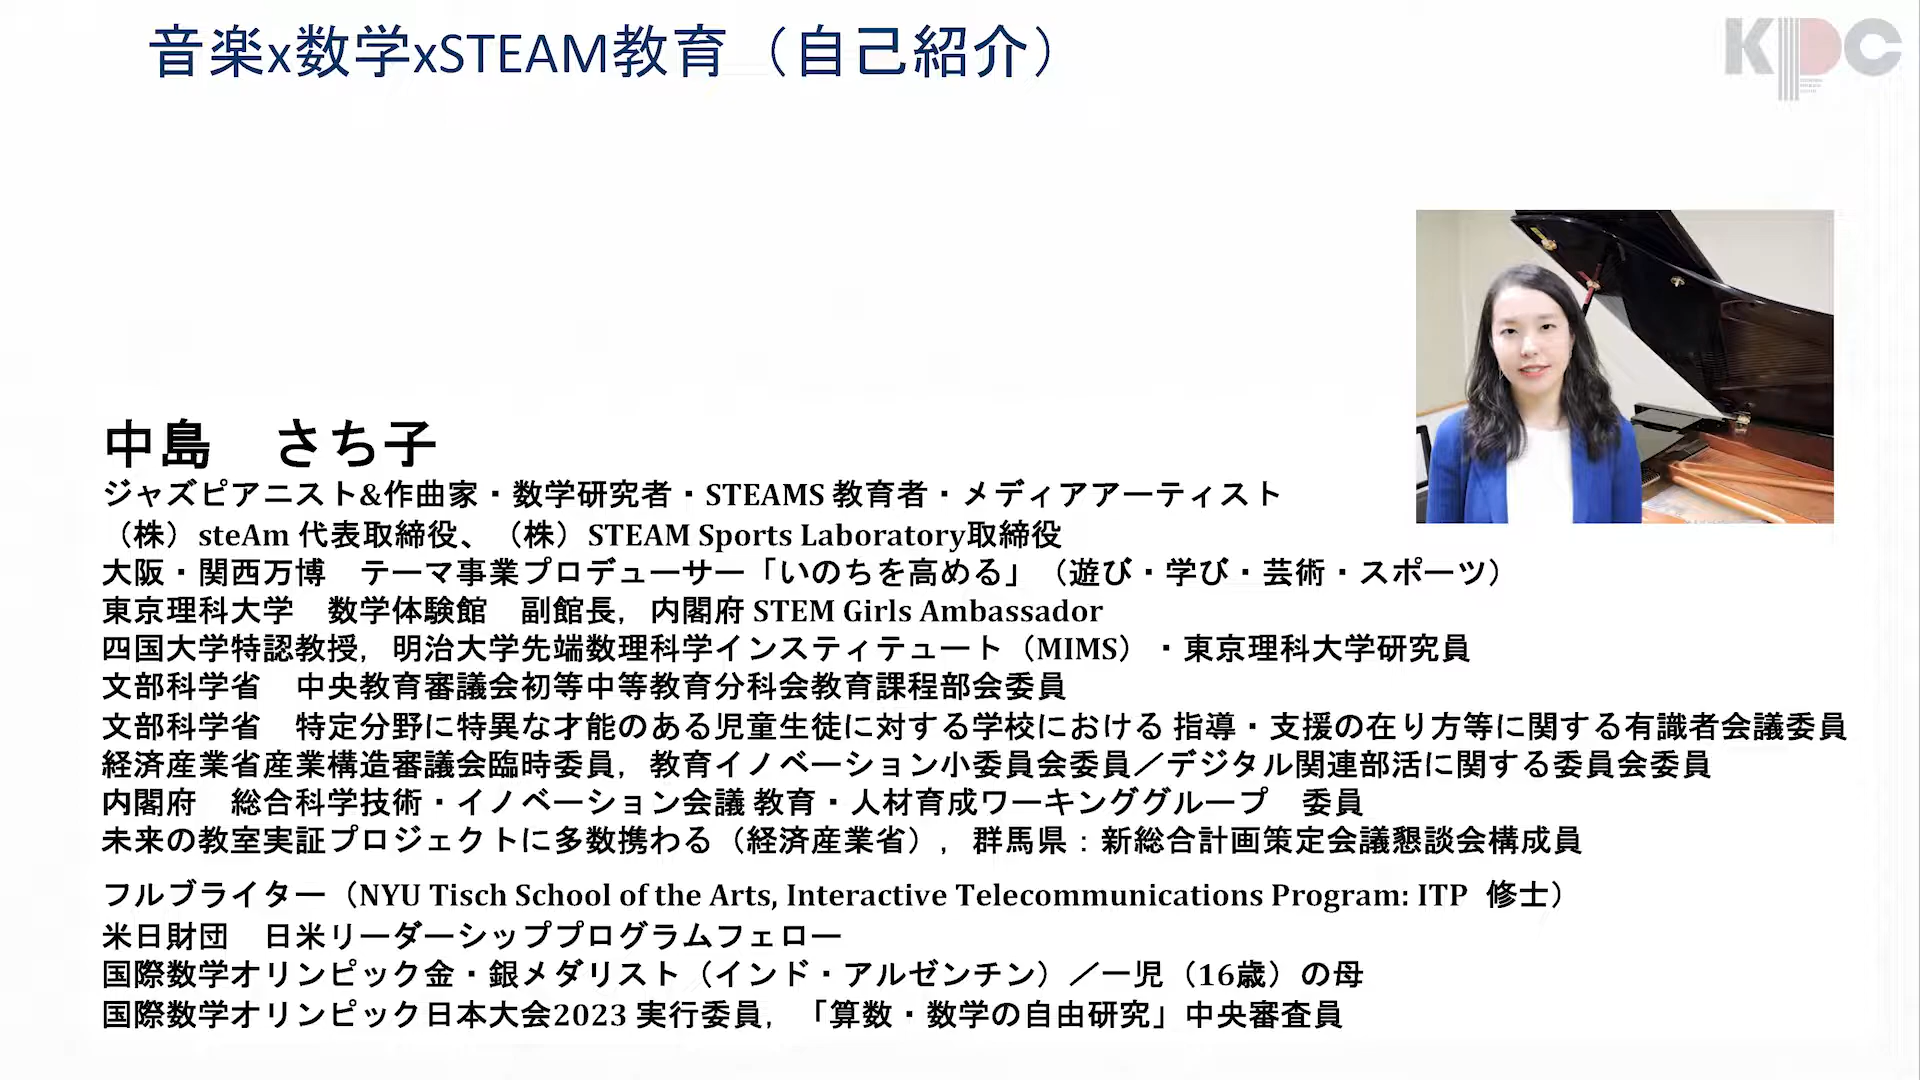 音楽x数学xSTEAM教育（自己紹介）
KPC
中島　さち子
ジャズピアニスト&作曲家・数学研究者・STEAMS 教育者・メディアアーティスト
（株）steAm 代表取締役、（株）STEAM Sports Laboratory取締役
大阪・関西万博　テーマ事業プロデューサー「いのちを高める」（遊び・学び・芸術・スポーツ）
東京理科大学　数学体験館　副館長，内閣府 STEM Girls Ambassador
四国大学特認教授，明治大学先端数理科学インスティテュート（MIMS）・東京理科大学研究員
文部科学省　中央教育審議会初等中等教育分科会教育課程部会委員
文部科学省　特定分野に特異な才能のある児童生徒に対する学校における 指導・支援の在り方等に関する有識者会議委員
経済産業省産業構造審議会臨時委員，教育イノベーション小委員会委員／デジタル関連部活に関する委員会委員
内閣府　総合科学技術・イノベーション会議 教育・人材育成ワーキンググループ　委員
未来の教室実証プロジェクトに多数携わる（経済産業省），群馬県：新総合計画策定会議懇談会構成員
フルブライター（NYU Tisch School of the Arts, Interactive Telecommunications Program: ITP 修士）
米日財団　日米リーダーシッププログラムフェロー
国際数学オリンピック金・銀メダリスト（インド・アルゼンチン）／一児（16歳）の母
国際数学オリンピック日本大会2023 実行委員，「算数・数学の自由研究」中央審査員